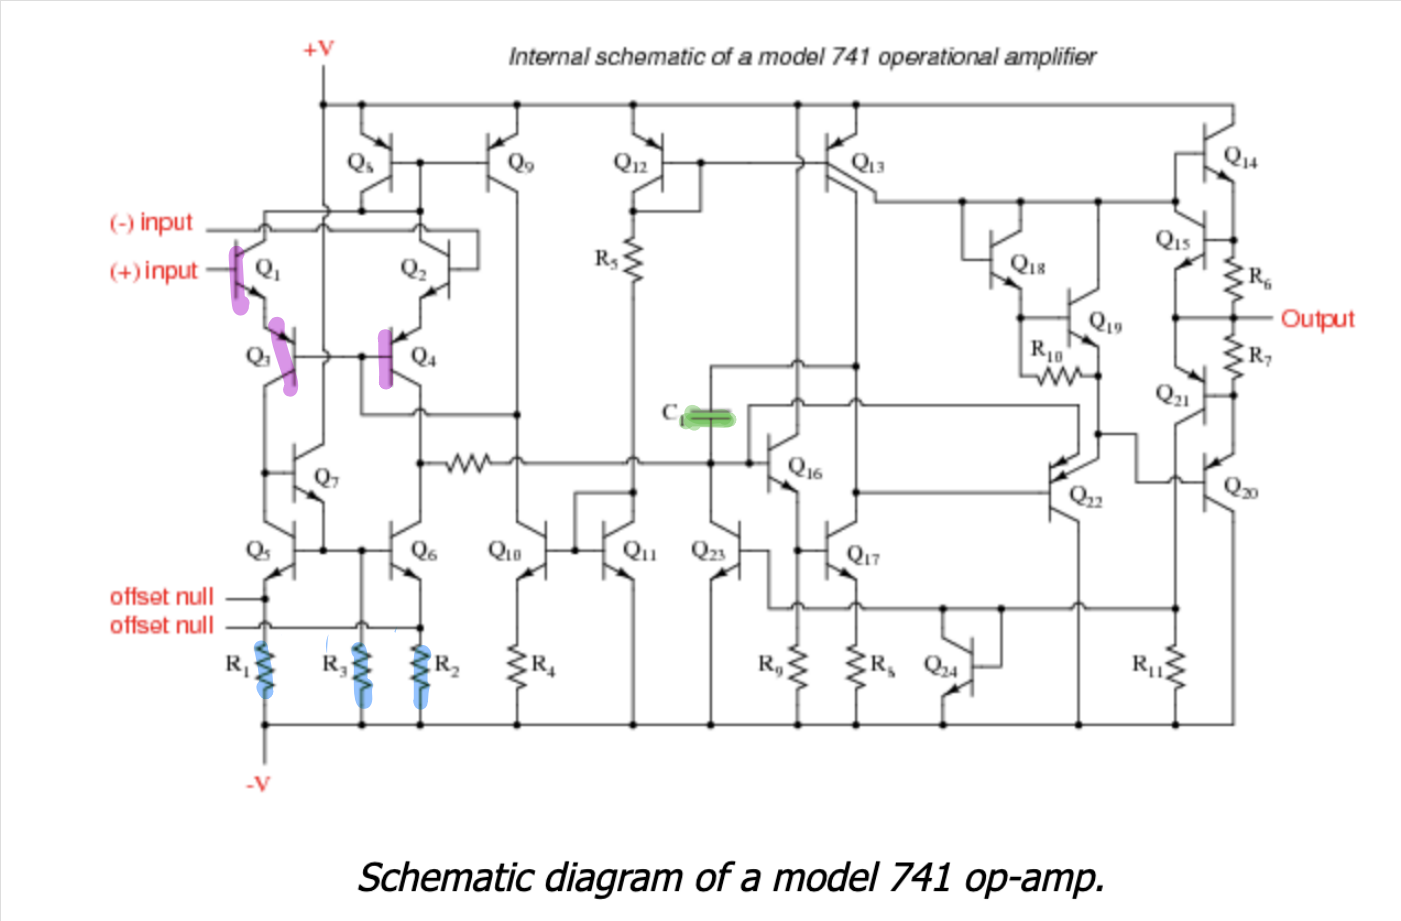 +V
Internal schematic of a model 741 operational amplifier
Q8
Q9
Q12
Q13
Q14
(-) input
(+) input
Q1
Q2
R5
Q18
Q15
R6
Q19
Output
Q3
Q4
R10
R7
C1
Q21
Q7
Q16
Q22
Q20
Q5
Q6
Q10
Q11
Q23
Q17
offset null
offset null
R1
R3
R2
R4
R9
R8
Q24
R11
-V
Schematic diagram of a model 741 op-amp.